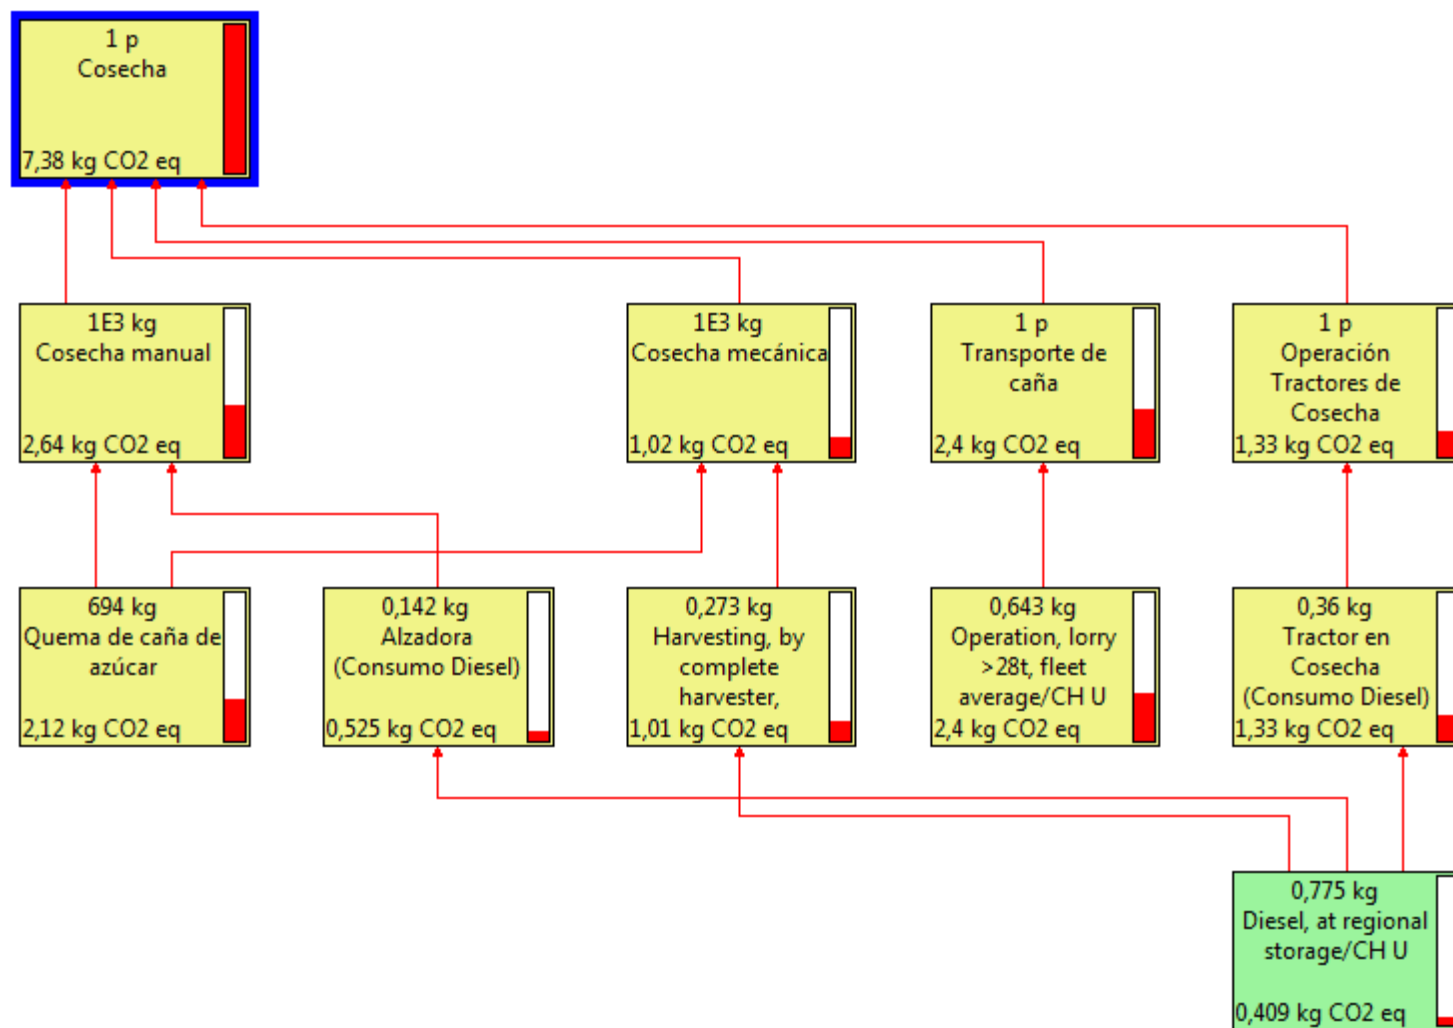 1 p
Cosecha
7,38 kg CO2 eq
1E3 kg
Cosecha manual
2,64 kg CO2 eq
1E3 kg
Cosecha mecánica
1,02 kg CO2 eq
1 p
Transporte de
caña
2,4 kg CO2 eq
1 p
Operación
Tractores de
Cosecha
1,33 kg CO2 eq
694 kg
Quema de caña de
azúcar
2,12 kg CO2 eq
0,142 kg
Alzadora
(Consumo Diesel)
0,525 kg CO2 eq
0,273 kg
Harvesting, by
complete
harvester,
1,01 kg CO2 eq
0,643 kg
Operation, lorry
>28t, fleet
average/CH U
2,4 kg CO2 eq
0,36 kg
Tractor en
Cosecha
(Consumo Diesel)
1,33 kg CO2 eq
0,775 kg
Diesel, at regional
storage/CH U
0,409 kg CO2 eq